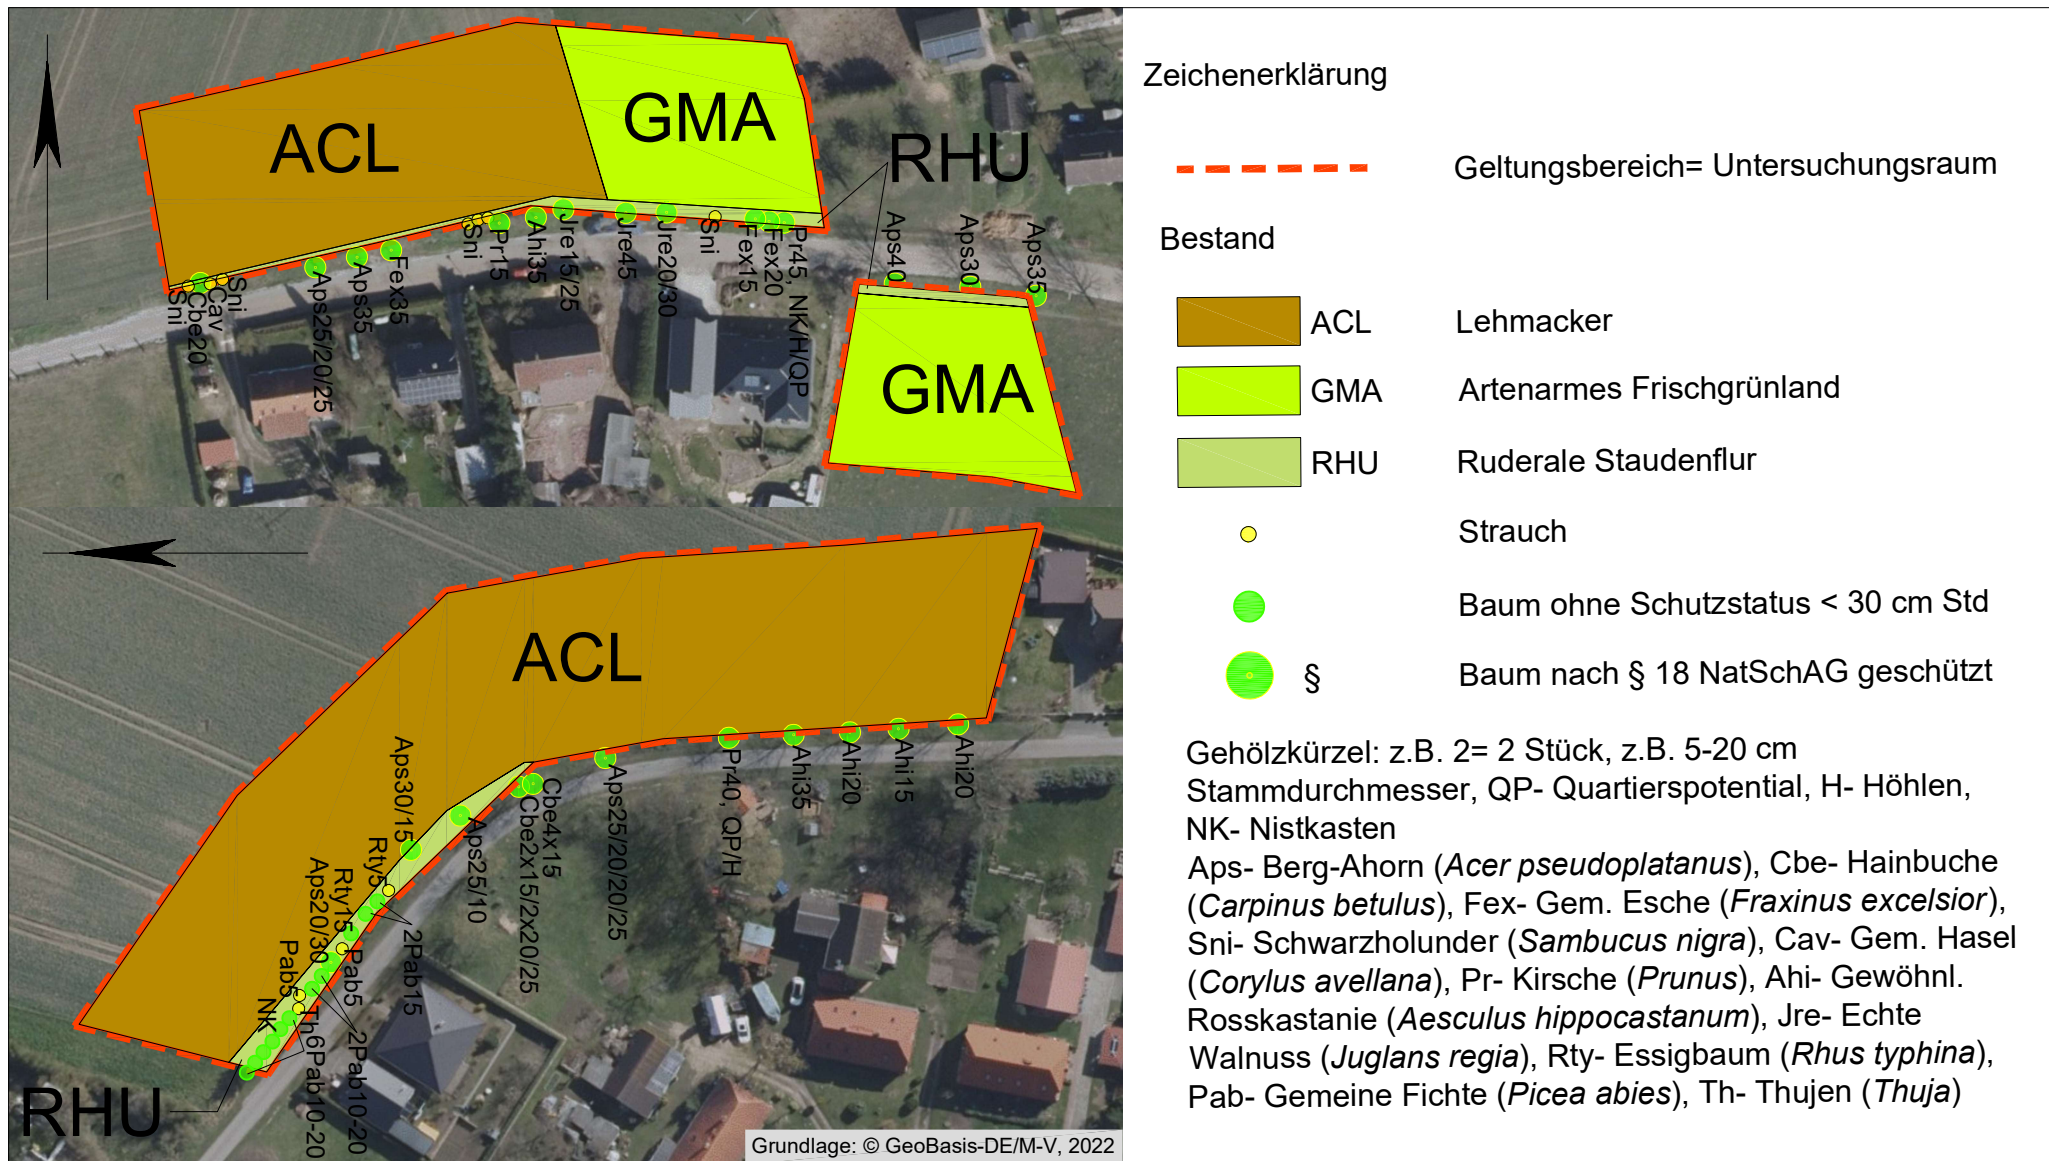 ACL
GMA
RHU
Aps40
Aps30
Aps35
Sni
Cbe20
Cav
Sni
Aps25/20/25
Aps35
Fex35
Sni
Pr15
Ahi35
Jre15/25
Jre45
Jre20/30
Sni
Fex15
Fex20
Pr45, NK/H/QP
GMA
ACL
Aps30/15
Rty5
Rty15
Aps20/30
Pab5
NK
Th
6Pab10-20
2Pab10-20
Pab5
2Pab15
Aps25/10
Cbe2x15/2x20/25
Cbe4x15
Aps25/20/20/25
Pr40, QP/H
Ahi35
Ahi20
Ahi15
Ahi20
RHU
Grundlage: © GeoBasis-DE/M-V, 2022
Zeichenerklärung
Geltungsbereich= Untersuchungsraum
Bestand
ACL Lehmacker
GMA Artenarmes Frischgrünland
RHU Ruderale Staudenflur
Strauch
Baum ohne Schutzstatus < 30 cm Std
§ Baum nach § 18 NatSchAG geschützt
Gehölzkürzel: z.B. 2= 2 Stück, z.B. 5-20 cm
Stammdurchmesser, QP- Quartierspotential, H- Höhlen,
NK- Nistkasten
Aps- Berg-Ahorn (Acer pseudoplatanus), Cbe- Hainbuche
(Carpinus betulus), Fex- Gem. Esche (Fraxinus excelsior),
Sni- Schwarzholunder (Sambucus nigra), Cav- Gem. Hasel
(Corylus avellana), Pr- Kirsche (Prunus), Ahi- Gewöhnl.
Rosskastanie (Aesculus hippocastanum), Jre- Echte
Walnuss (Juglans regia), Rty- Essigbaum (Rhus typhina),
Pab- Gemeine Fichte (Picea abies), Th- Thujen (Thuja)